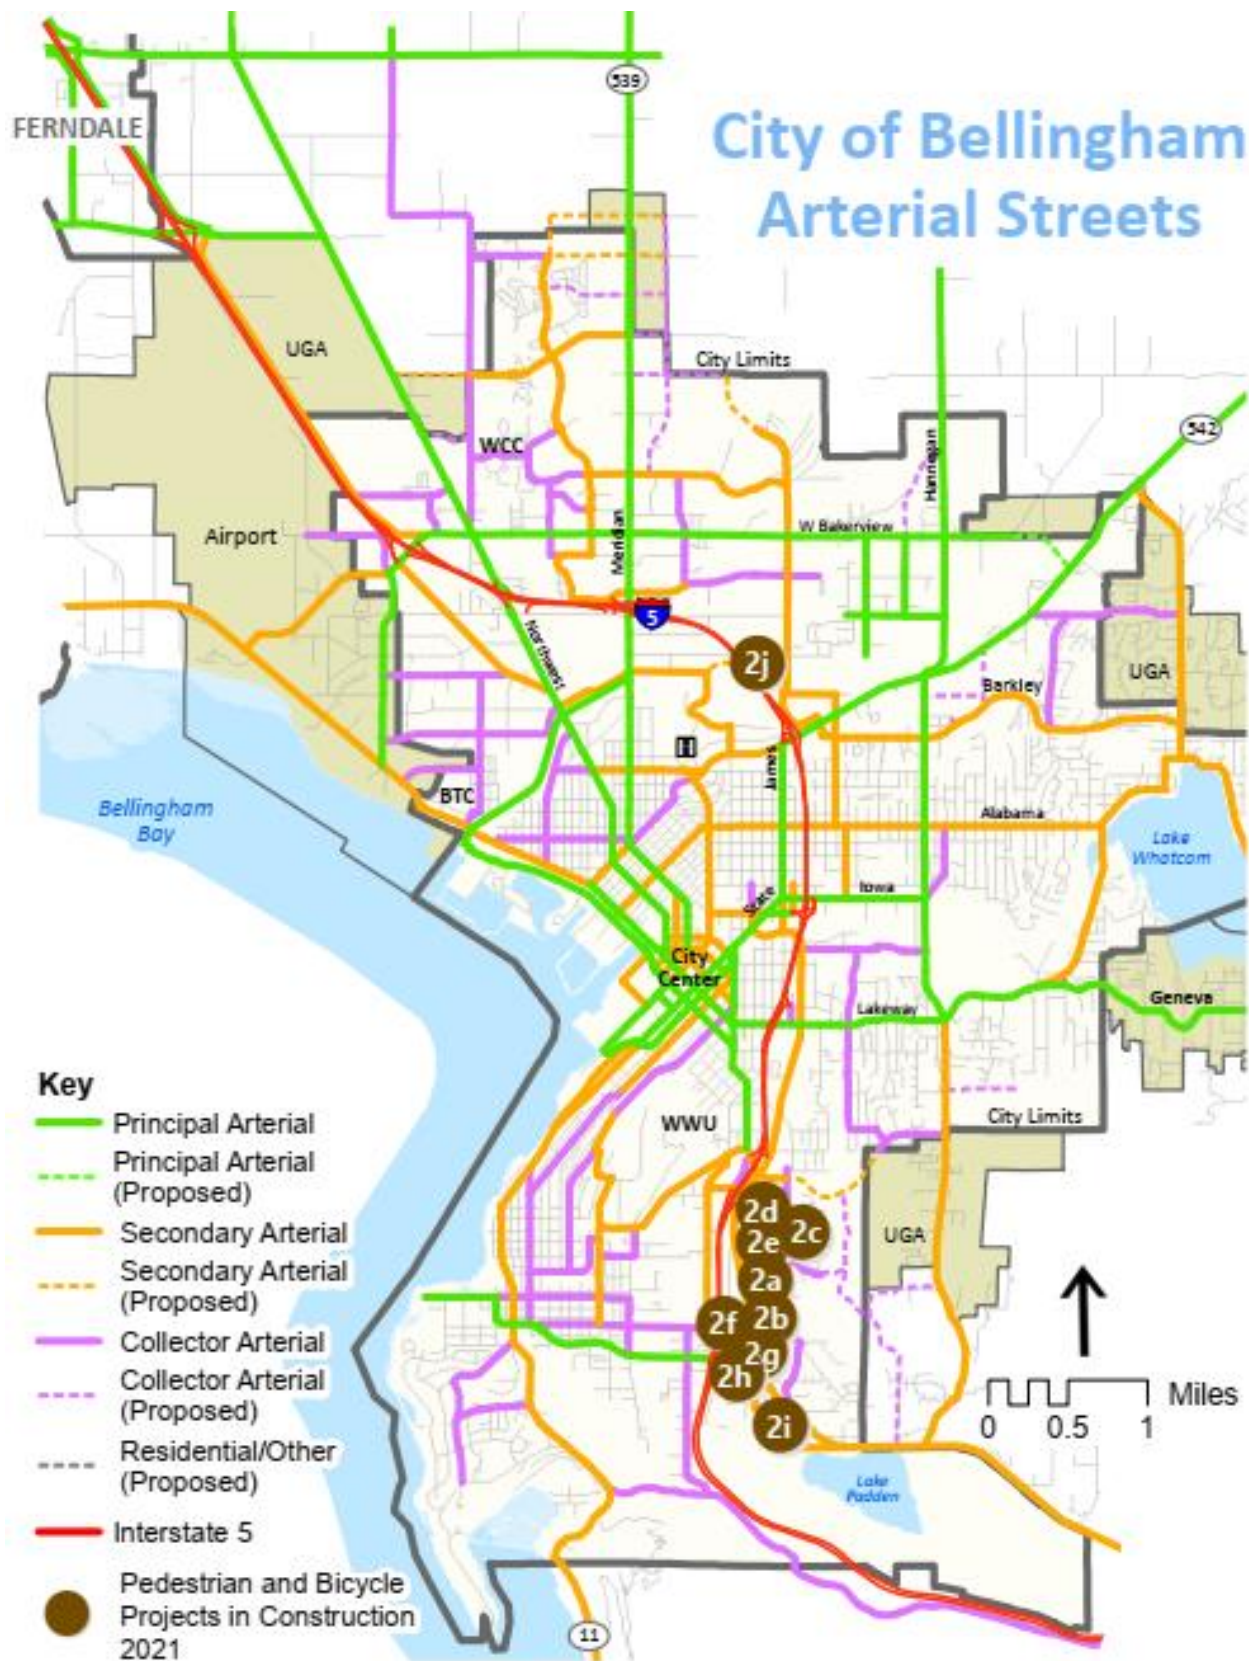 539
City of Bellingham
Arterial Streets
FERNDALE
UGA
City Limits
542
WCC
Hannegan
W Bakerview
Airport
Meridian
5
Northwest
2j
UGA
Barkley
H
James
BTC
Bellingham
Bay
Alabama
Lake
Whatcom
Iowa
State
City
Center
Geneva
Lakeway
Key
Principal Arterial
Principal Arterial
(Proposed)
Secondary Arterial
Secondary Arterial
(Proposed)
Collector Arterial
Collector Arterial
(Proposed)
Residential/Other
(Proposed)
Interstate 5
Pedestrian and Bicycle
Projects in Construction
2021
WWU
City Limits
2d
2c
2e
UGA
2a
2b
2f
2g
2h
2i
Miles
0 0.5 1
Lake
Padden
11